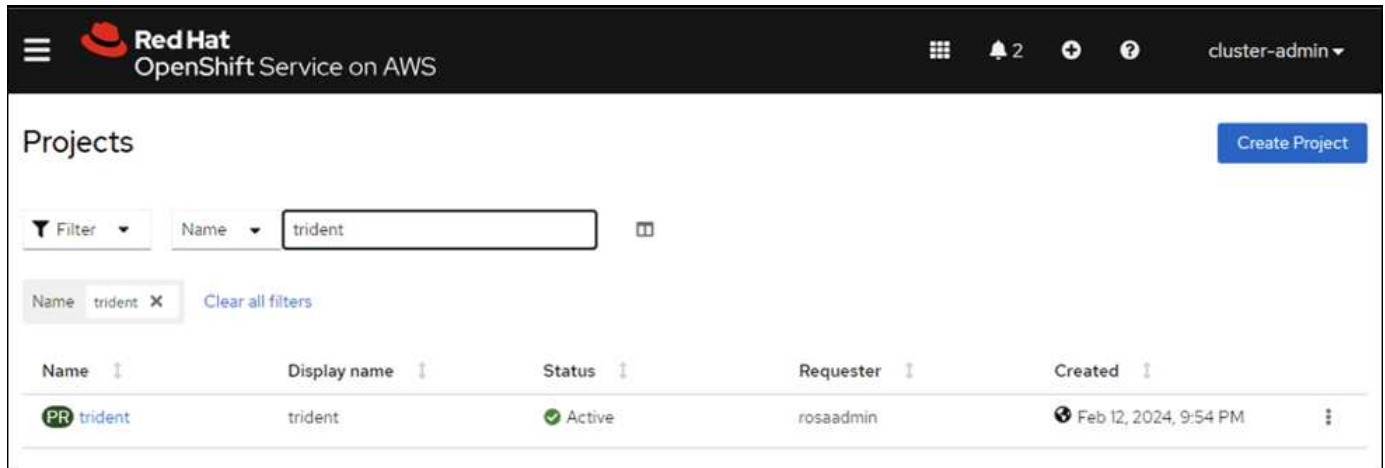 Red Hat
OpenShift Service on AWS
2
cluster-admin
Projects
Create Project
Filter
Name
trident
Name trident
Clear all filters
Name Display name Status Requester Created
PR trident trident Active rosaadmin Feb 12, 2024, 9:54 PM